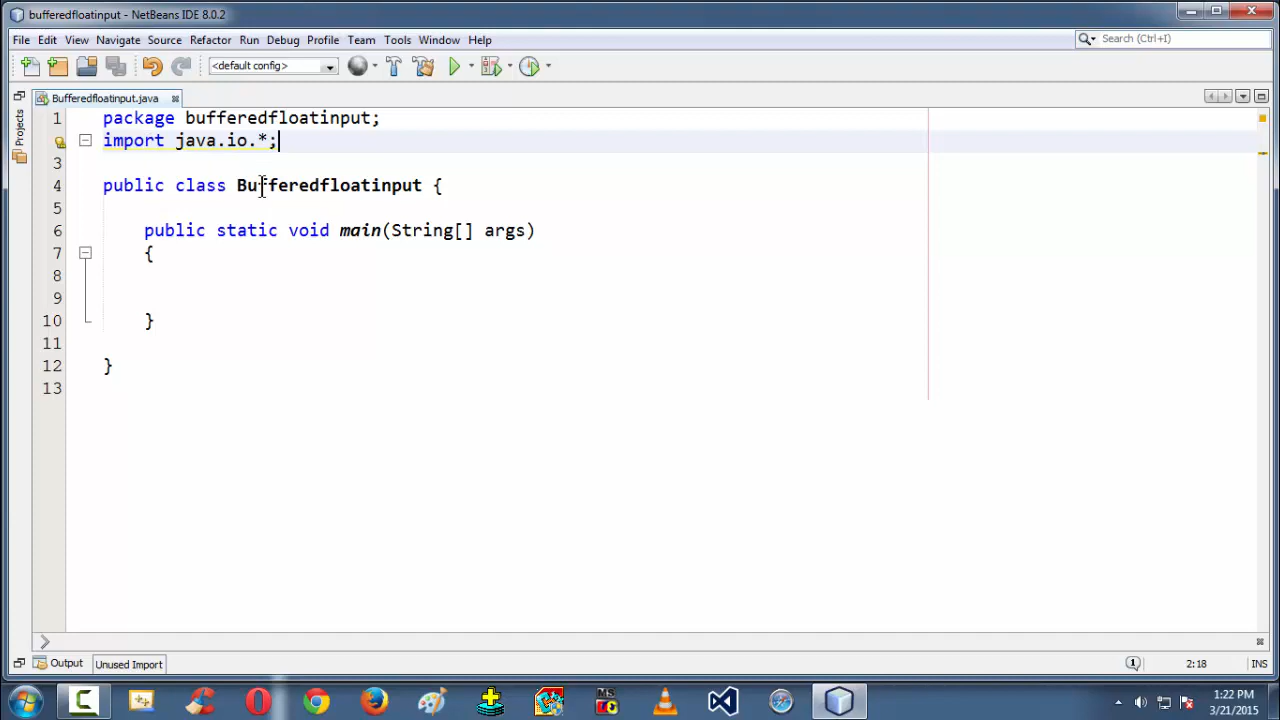 bufferedfloatinput - NetBeans IDE 8.0.2
File Edit View Navigate Source Refactor Run Debug Profile Team Tools Window Help
Search (Ctrl+I)
<default config>
Projects
Bufferedfloatinput.java
1 package bufferedfloatinput;
2 import java.io.*;
3
4 public class Bufferedfloatinput {
5
6 public static void main(String[] args)
7 {
8
9
10 }
11
12 }
13
Output Unused Import 1 2:18 INS
MS
1:22 PM
3/21/2015